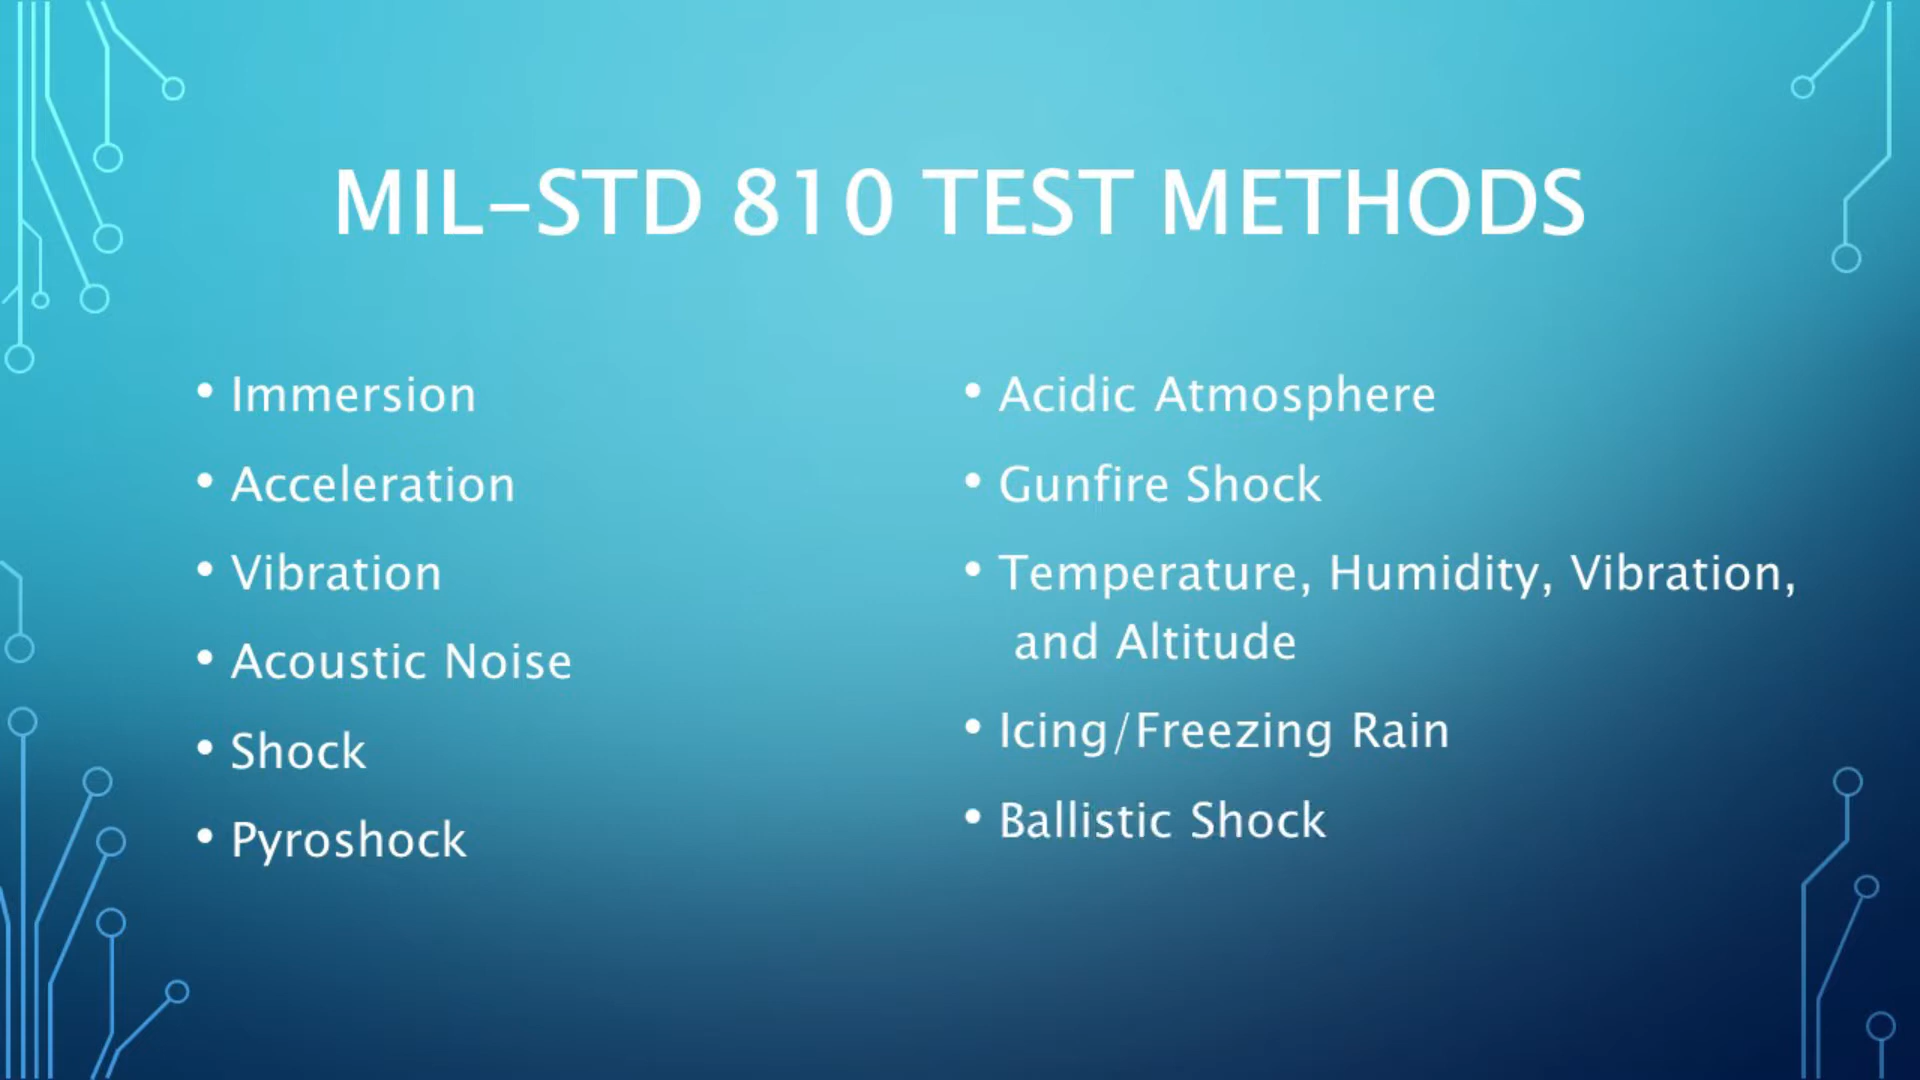 MIL-STD 810 TEST METHODS
• Immersion
• Acceleration
• Vibration
• Acoustic Noise
• Shock
• Pyroshock
• Acidic Atmosphere
• Gunfire Shock
• Temperature, Humidity, Vibration,
and Altitude
• Icing/Freezing Rain
• Ballistic Shock